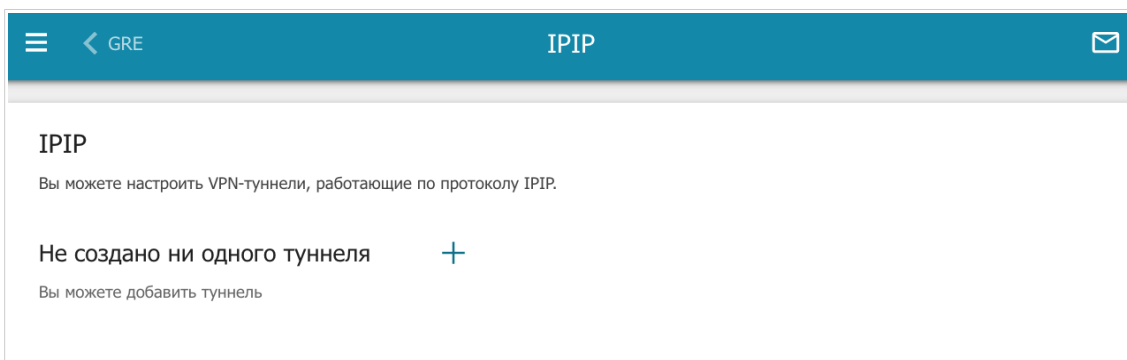 GRE
IPIP
IPIP
Вы можете настроить VPN-туннели, работающие по протоколу IPIP.
Не создано ни одного туннеля
Вы можете добавить туннель